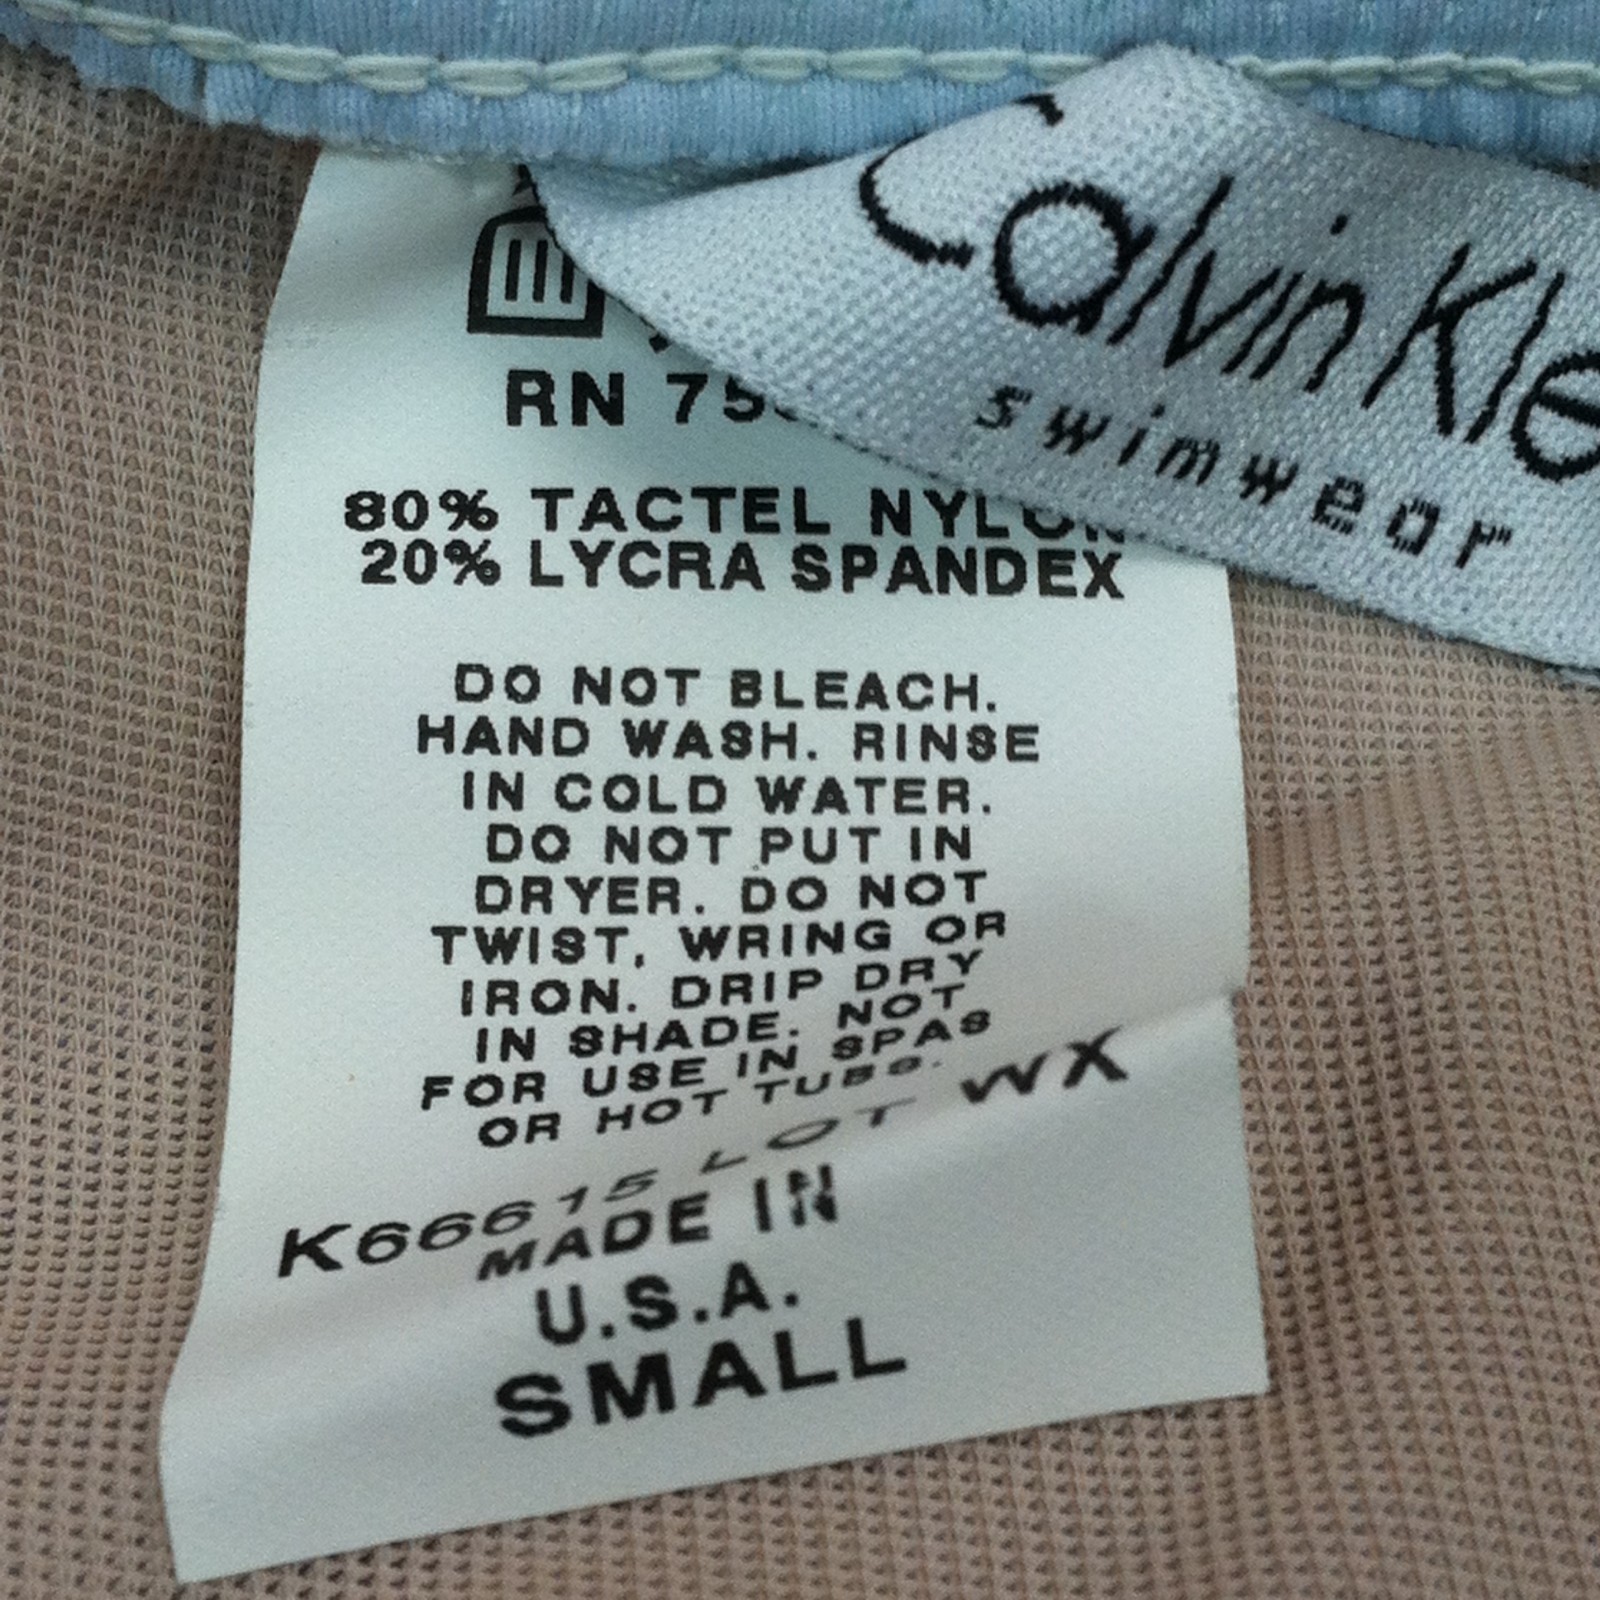 Calvin Kle
swimwear
RN 75
80% TACTEL NYLON
20% LYCRA SPANDEX
DO NOT BLEACH.
HAND WASH. RINSE
IN COLD WATER.
DO NOT PUT IN
DRYER. DO NOT
TWIST, WRING OR
IRON. DRIP DRY
IN SHADE. NOT
FOR USE IN SPAS
OR HOT TUBS.
K66615 LOT WX
MADE IN
U.S.A.
SMALL